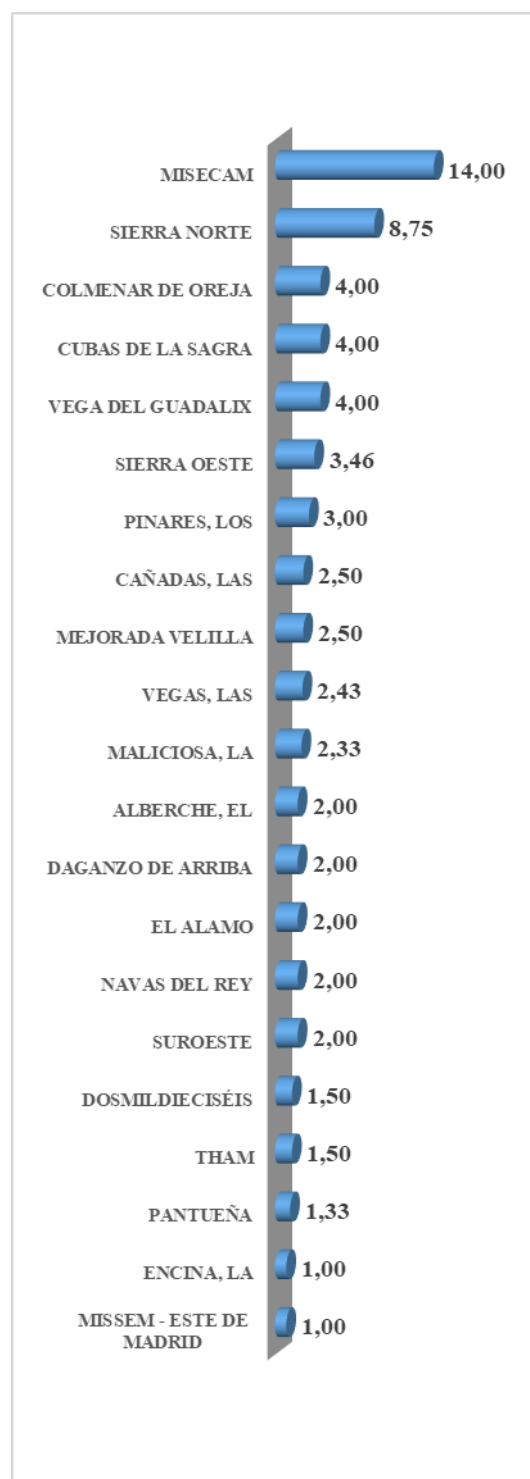 MISECAM 14,00
SIERRA NORTE 8,75
COLMENAR DE OREJA 4,00
CUBAS DE LA SAGRA 4,00
VEGA DEL GUADALIX 4,00
SIERRA OESTE 3,46
PINARES, LOS 3,00
CAÑADAS, LAS 2,50
MEJORADA VELILLA 2,50
VEGAS, LAS 2,43
MALICIOSA, LA 2,33
ALBERCHE, EL 2,00
DAGANZO DE ARRIBA 2,00
EL ALAMO 2,00
NAVAS DEL REY 2,00
SUROESTE 2,00
DOSMILDIECISÉIS 1,50
THAM 1,50
PANTUEÑA 1,33
ENCINA, LA 1,00
MISSEM - ESTE DE
MADRID 1,00